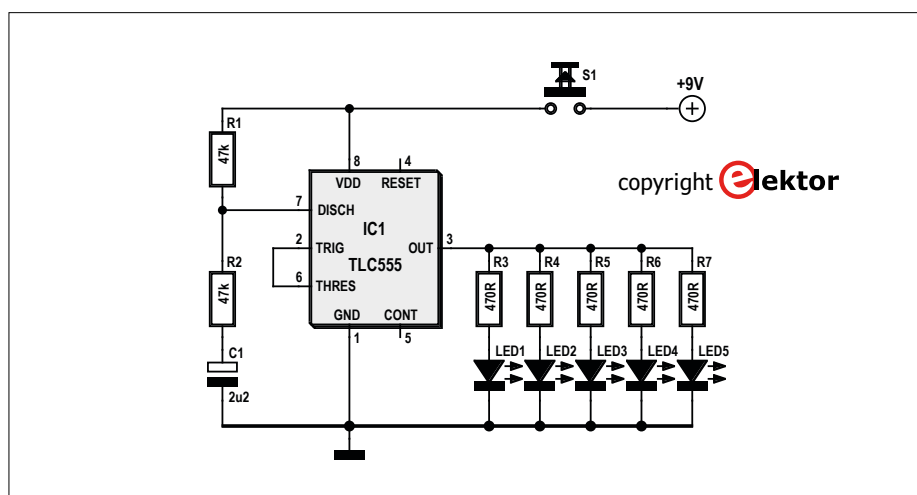 S1
+9V
R1
47k
8
4
VDD
RESET
copyright elektor
7
DISCH
IC1
2
TRIG
OUT
3
TLC555
6
THRES
R2
47k
GND
CONT
1
5
R3
R4
R5
R6
R7
470R
470R
470R
470R
470R
C1
2u2
LED1
LED2
LED3
LED4
LED5